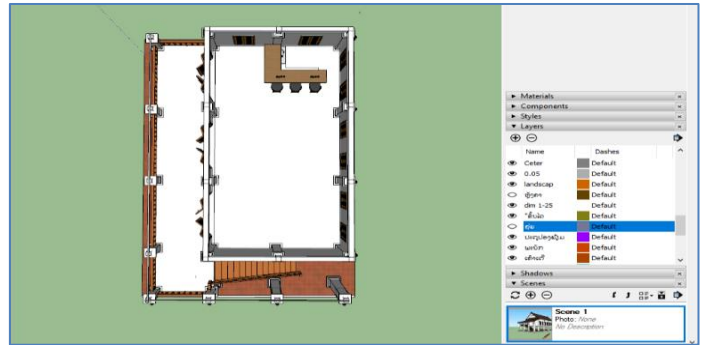 Materials
Components
Styles
Layers
Name Dashes
Ceter Default
0.05 Default
landscap Default
Default
dim 1-25 Default
Default
Default
Default
Default
Default
Shadows
Scenes
Scene 1
Photo: None
No Description